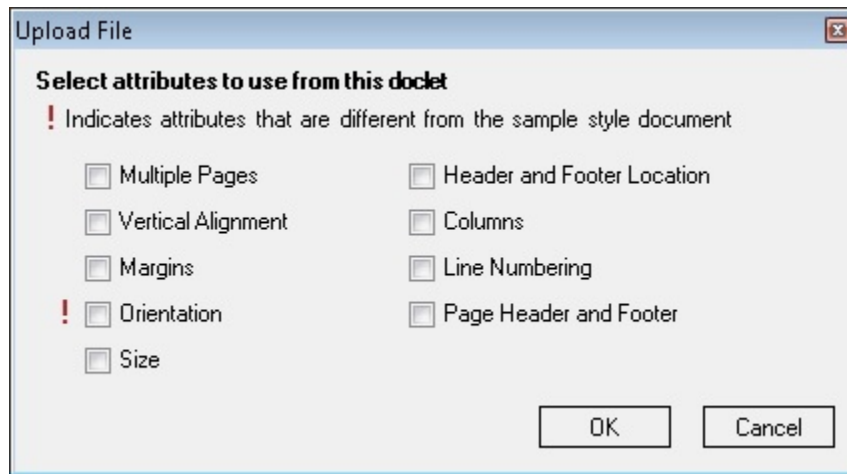 Upload File
Select attributes to use from this doclet
! Indicates attributes that are different from the sample style document
Multiple Pages
Header and Footer Location
Vertical Alignment
Columns
Margins
Line Numbering
! Orientation
Page Header and Footer
Size
OK
Cancel